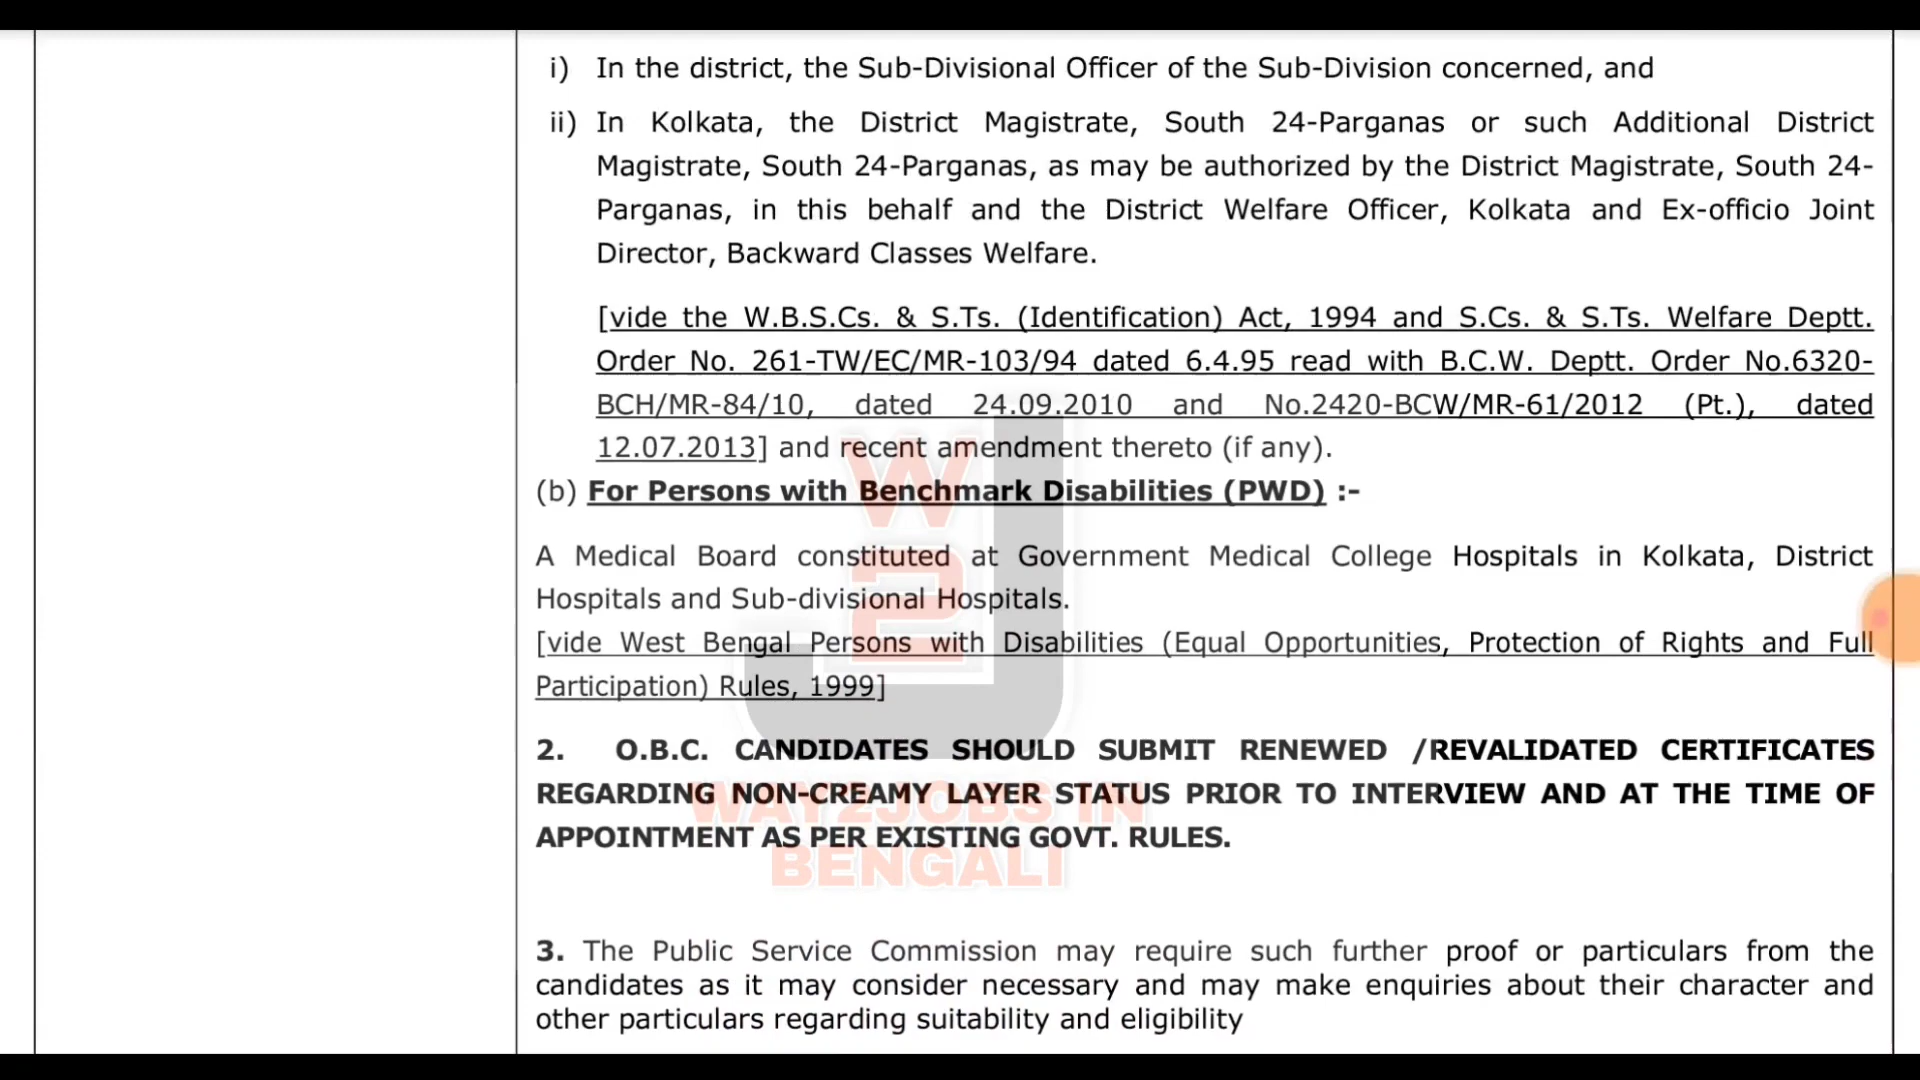 i) In the district, the Sub-Divisional Officer of the Sub-Division concerned, and
ii) In Kolkata, the District Magistrate, South 24-Parganas or such Additional District
Magistrate, South 24-Parganas, as may be authorized by the District Magistrate, South 24-
Parganas, in this behalf and the District Welfare Officer, Kolkata and Ex-officio Joint
Director, Backward Classes Welfare.
[vide the W.B.S.Cs. & S.Ts. (Identification) Act, 1994 and S.Cs. & S.Ts. Welfare Deptt.
Order No. 261-TW/EC/MR-103/94 dated 6.4.95 read with B.C.W. Deptt. Order No.6320-
BCH/MR-84/10, dated 24.09.2010 and No.2420-BCW/MR-61/2012 (Pt.), dated
12.07.2013] and recent amendment thereto (if any).
(b) For Persons with Benchmark Disabilities (PWD) :-
A Medical Board constituted at Government Medical College Hospitals in Kolkata, District
Hospitals and Sub-divisional Hospitals.
[vide West Bengal Persons with Disabilities (Equal Opportunities, Protection of Rights and Full
Participation) Rules, 1999]
2. O.B.C. CANDIDATES SHOULD SUBMIT RENEWED /REVALIDATED CERTIFICATES
REGARDING NON-CREAMY LAYER STATUS PRIOR TO INTERVIEW AND AT THE TIME OF
APPOINTMENT AS PER EXISTING GOVT. RULES.
3. The Public Service Commission may require such further proof or particulars from the
candidates as it may consider necessary and may make enquiries about their character and
other particulars regarding suitability and eligibility
W2J
WAY2JOBS IN
BENGALI